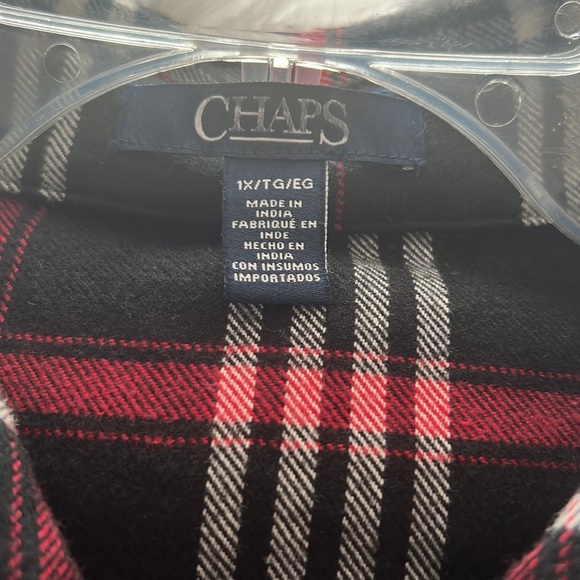 CHAPS
1X/TG/EG
MADE IN
INDIA
FABRIQUÉ EN
INDE
HECHO EN
INDIA
CON INSUMOS
IMPORTADOS